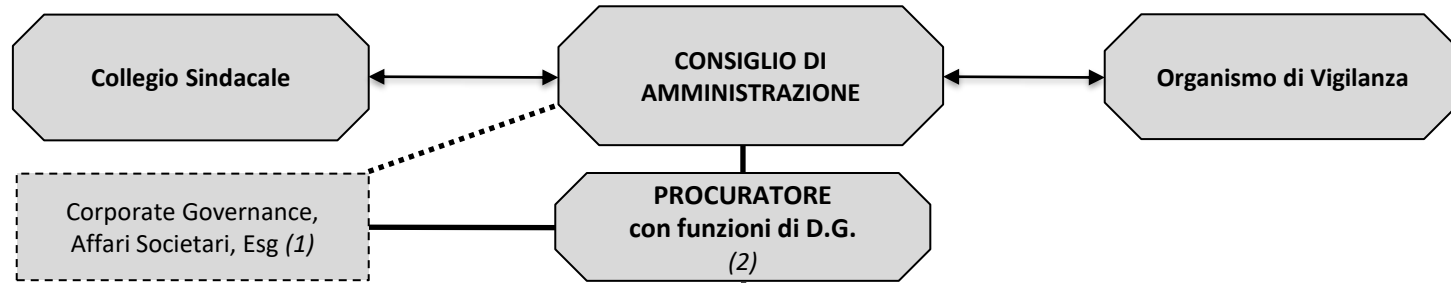 Collegio Sindacale
CONSIGLIO DI
AMMINISTRAZIONE
Organismo di Vigilanza
Corporate Governance,
Affari Societari, Esg (1)
PROCURATORE
con funzioni di D.G.
(2)